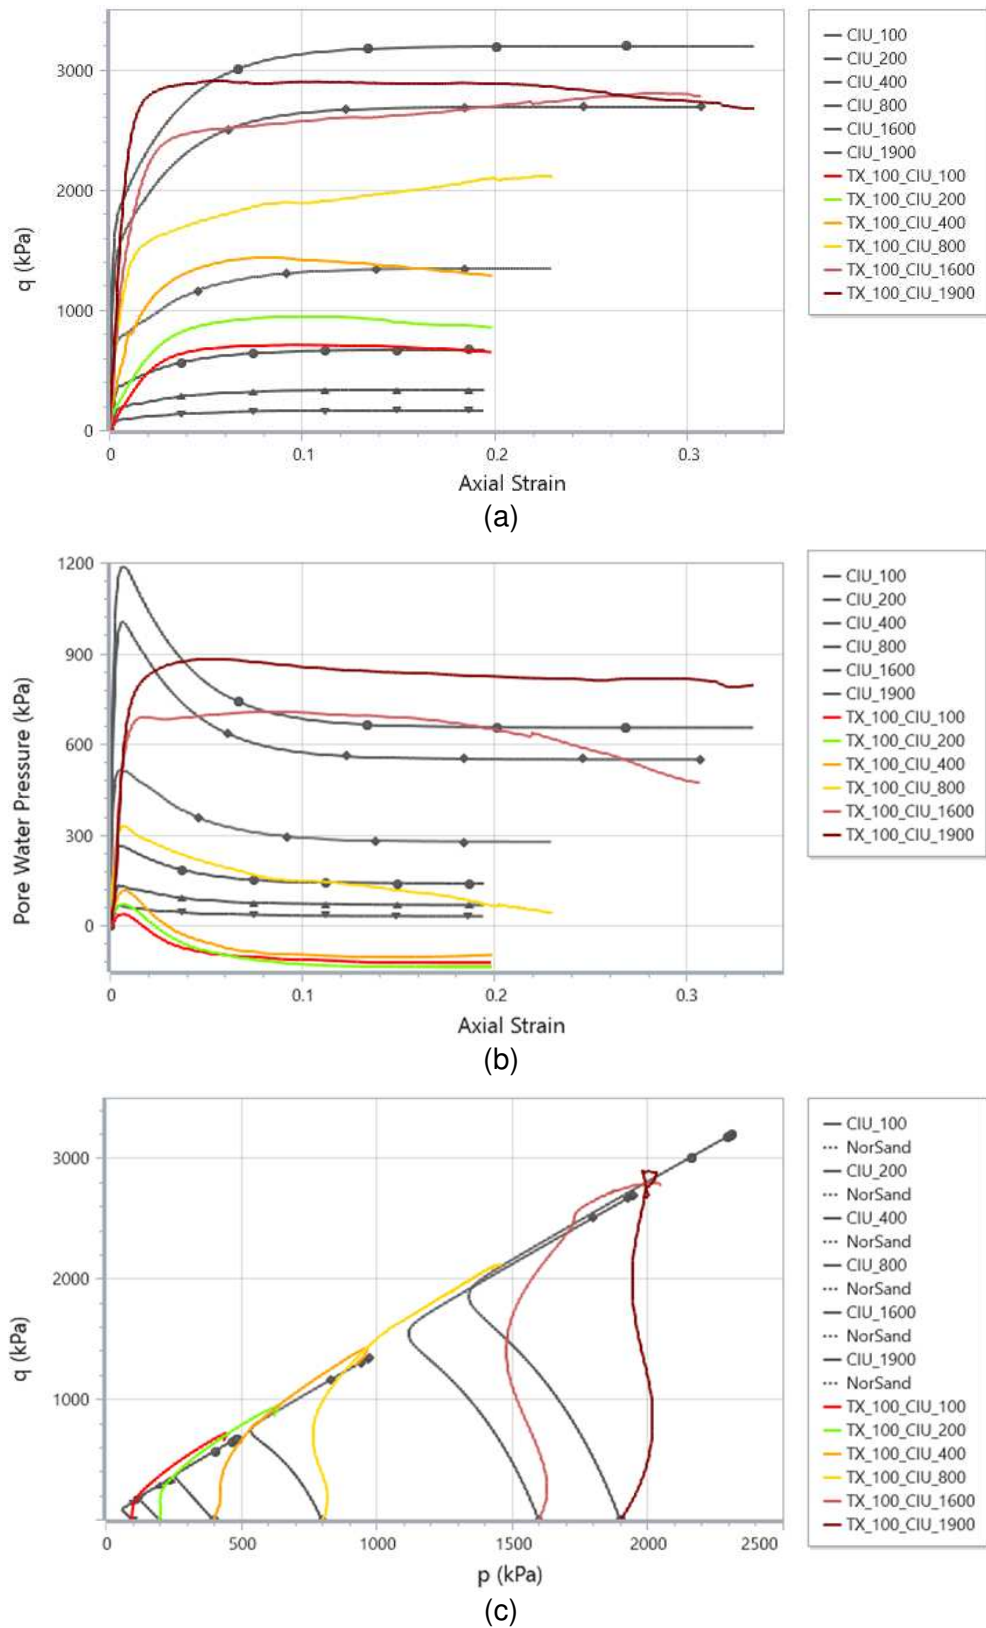 3000
2000
1000
0
q (kPa)
0
0.1
0.2
0.3
Axial Strain
CIU_100
CIU_200
CIU_400
CIU_800
CIU_1600
CIU_1900
TX_100_CIU_100
TX_100_CIU_200
TX_100_CIU_400
TX_100_CIU_800
TX_100_CIU_1600
TX_100_CIU_1900
(a)
1200
900
600
300
0
Pore Water Pressure (kPa)
0
0.1
0.2
0.3
Axial Strain
CIU_100
CIU_200
CIU_400
CIU_800
CIU_1600
CIU_1900
TX_100_CIU_100
TX_100_CIU_200
TX_100_CIU_400
TX_100_CIU_800
TX_100_CIU_1600
TX_100_CIU_1900
(b)
3000
2000
1000
q (kPa)
0
500
1000
1500
2000
2500
p (kPa)
CIU_100
NorSand
CIU_200
NorSand
CIU_400
NorSand
CIU_800
NorSand
CIU_1600
NorSand
CIU_1900
NorSand
TX_100_CIU_100
TX_100_CIU_200
TX_100_CIU_400
TX_100_CIU_800
TX_100_CIU_1600
TX_100_CIU_1900
(c)